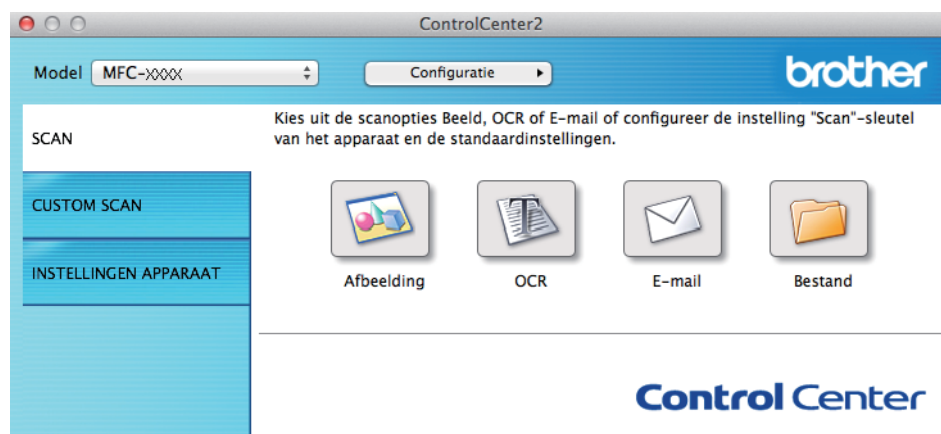 ControlCenter2
Model MFC-XXXX Configuratie brother
SCAN
CUSTOM SCAN
INSTELLINGEN APPARAAT
Kies uit de scanopties Beeld, OCR of E-mail of configureer de instelling "Scan"-sleutel
van het apparaat en de standaardinstellingen.
Afbeelding OCR E-mail Bestand
Control Center